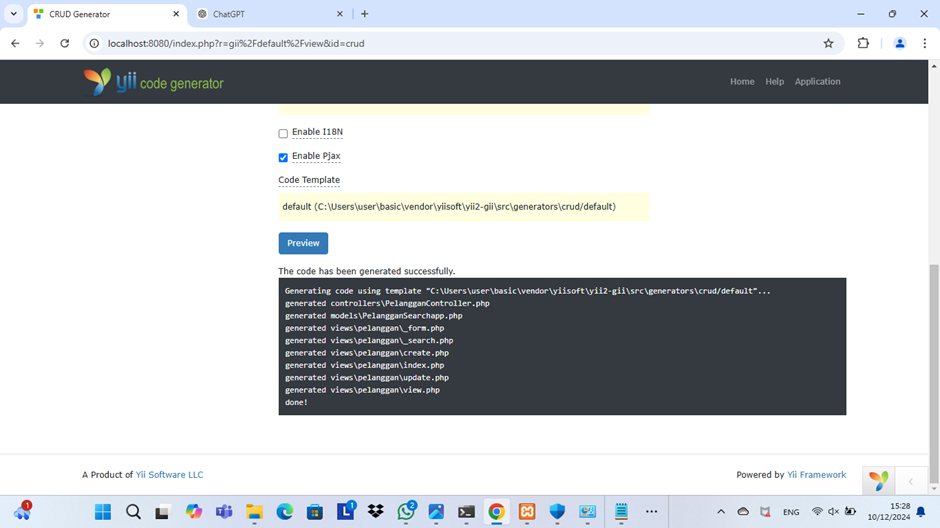 CRUD Generator
ChatGPT
localhost:8080/index.php?r=gii%2Fdefault%2Fview&id=crud
yii code generator
Home Help Application
Enable I18N
Enable Pjax
Code Template
default (C:\Users\user\basic\vendor\yiisoft\yii2-gii\src\generators\crud/default)
Preview
The code has been generated successfully.
Generating code using template "C:\Users\user\basic\vendor\yiisoft\yii2-gii\src\generators\crud/default"...
generated controllers\PelangganController.php
generated models\PelangganSearchapp.php
generated views\pelanggan\_form.php
generated views\pelanggan\_search.php
generated views\pelanggan\create.php
generated views\pelanggan\index.php
generated views\pelanggan\update.php
generated views\pelanggan\view.php
done!
A Product of Yii Software LLC
Powered by Yii Framework
1
1
2
ENG
15:28
10/12/2024